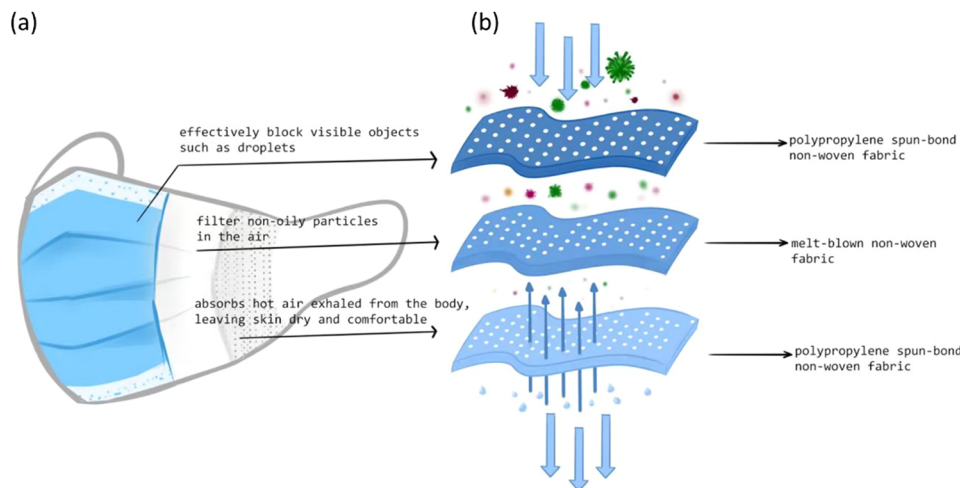 (a)
(b)
effectively block visible objects
such as droplets
polypropylene spun-bond
non-woven fabric
filter non-oily particles
in the air
melt-blown non-woven
fabric
absorbs hot air exhaled from the body,
leaving skin dry and comfortable
polypropylene spun-bond
non-woven fabric